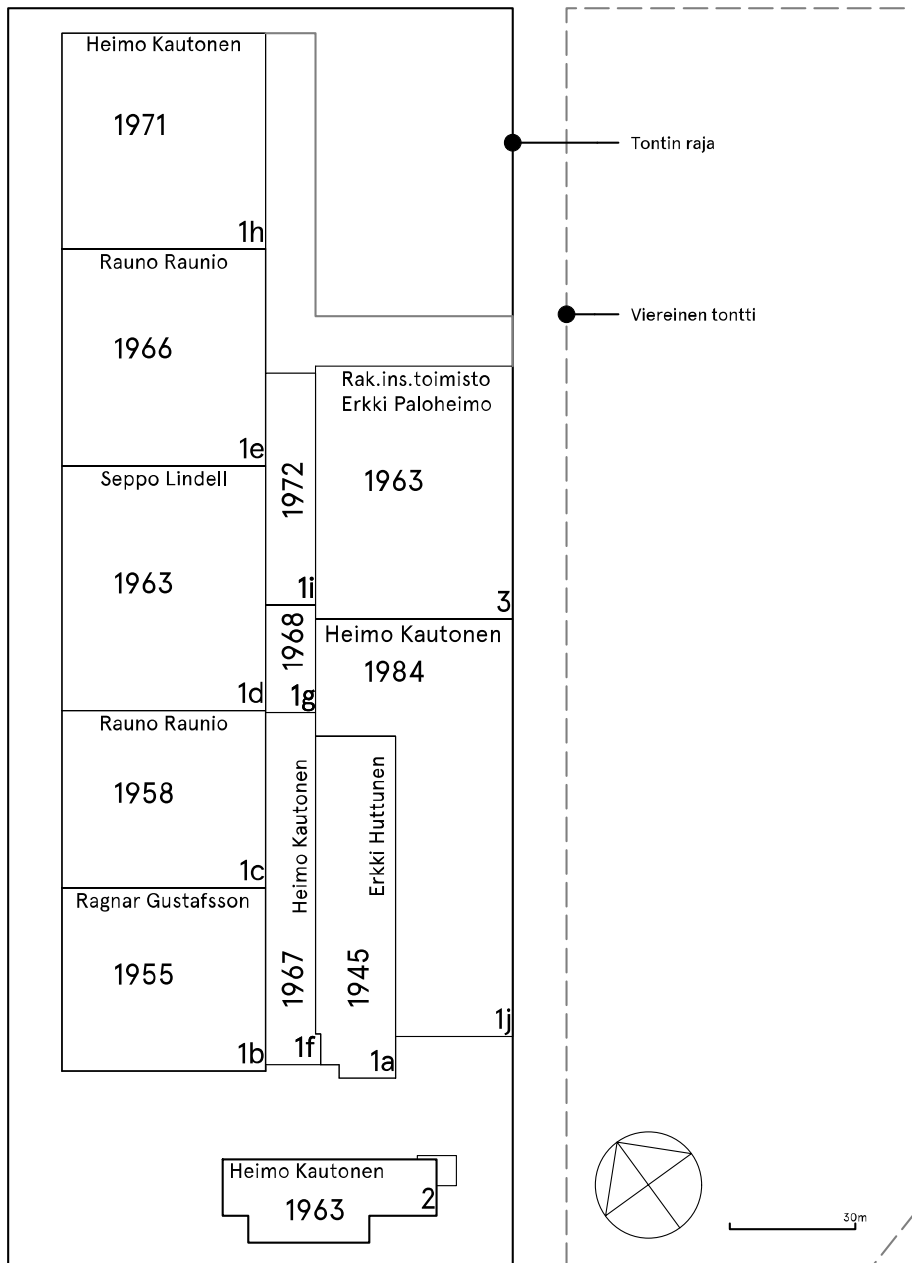 Heimo Kautonen
1971
1h
Tontin raja
Rauno Raunio
1966
1e
Viereinen tontti
Rak.ins.toimisto
Erkki Paloheimo
1963
3
Seppo Lindell
1963
1d
1972
1i
1968
1g
Heimo Kautonen
1984
1j
Rauno Raunio
1958
1c
Heimo Kautonen
1967
1f
Erkki Huttunen
1945
1a
Ragnar Gustafsson
1955
1b
Heimo Kautonen
1963
2
30m